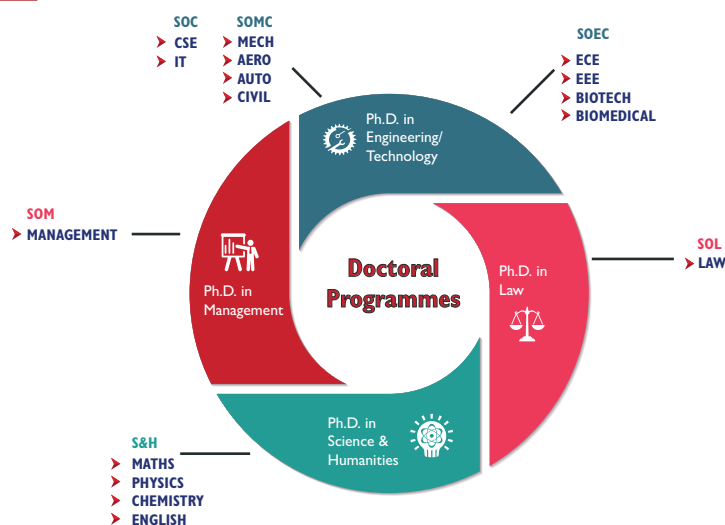 SOC
CSE
IT
SOMC
MECH
AERO
AUTO
CIVIL
SOEC
ECE
EEE
BIOTECH
BIOMEDICAL
Ph.D. in
Engineering/
Technology
SOM
MANAGEMENT
Ph.D. in
Management
Doctoral
Programmes
Ph.D. in
Law
SOL
LAW
S&H
MATHS
PHYSICS
CHEMISTRY
ENGLISH
Ph.D. in
Science &
Humanities